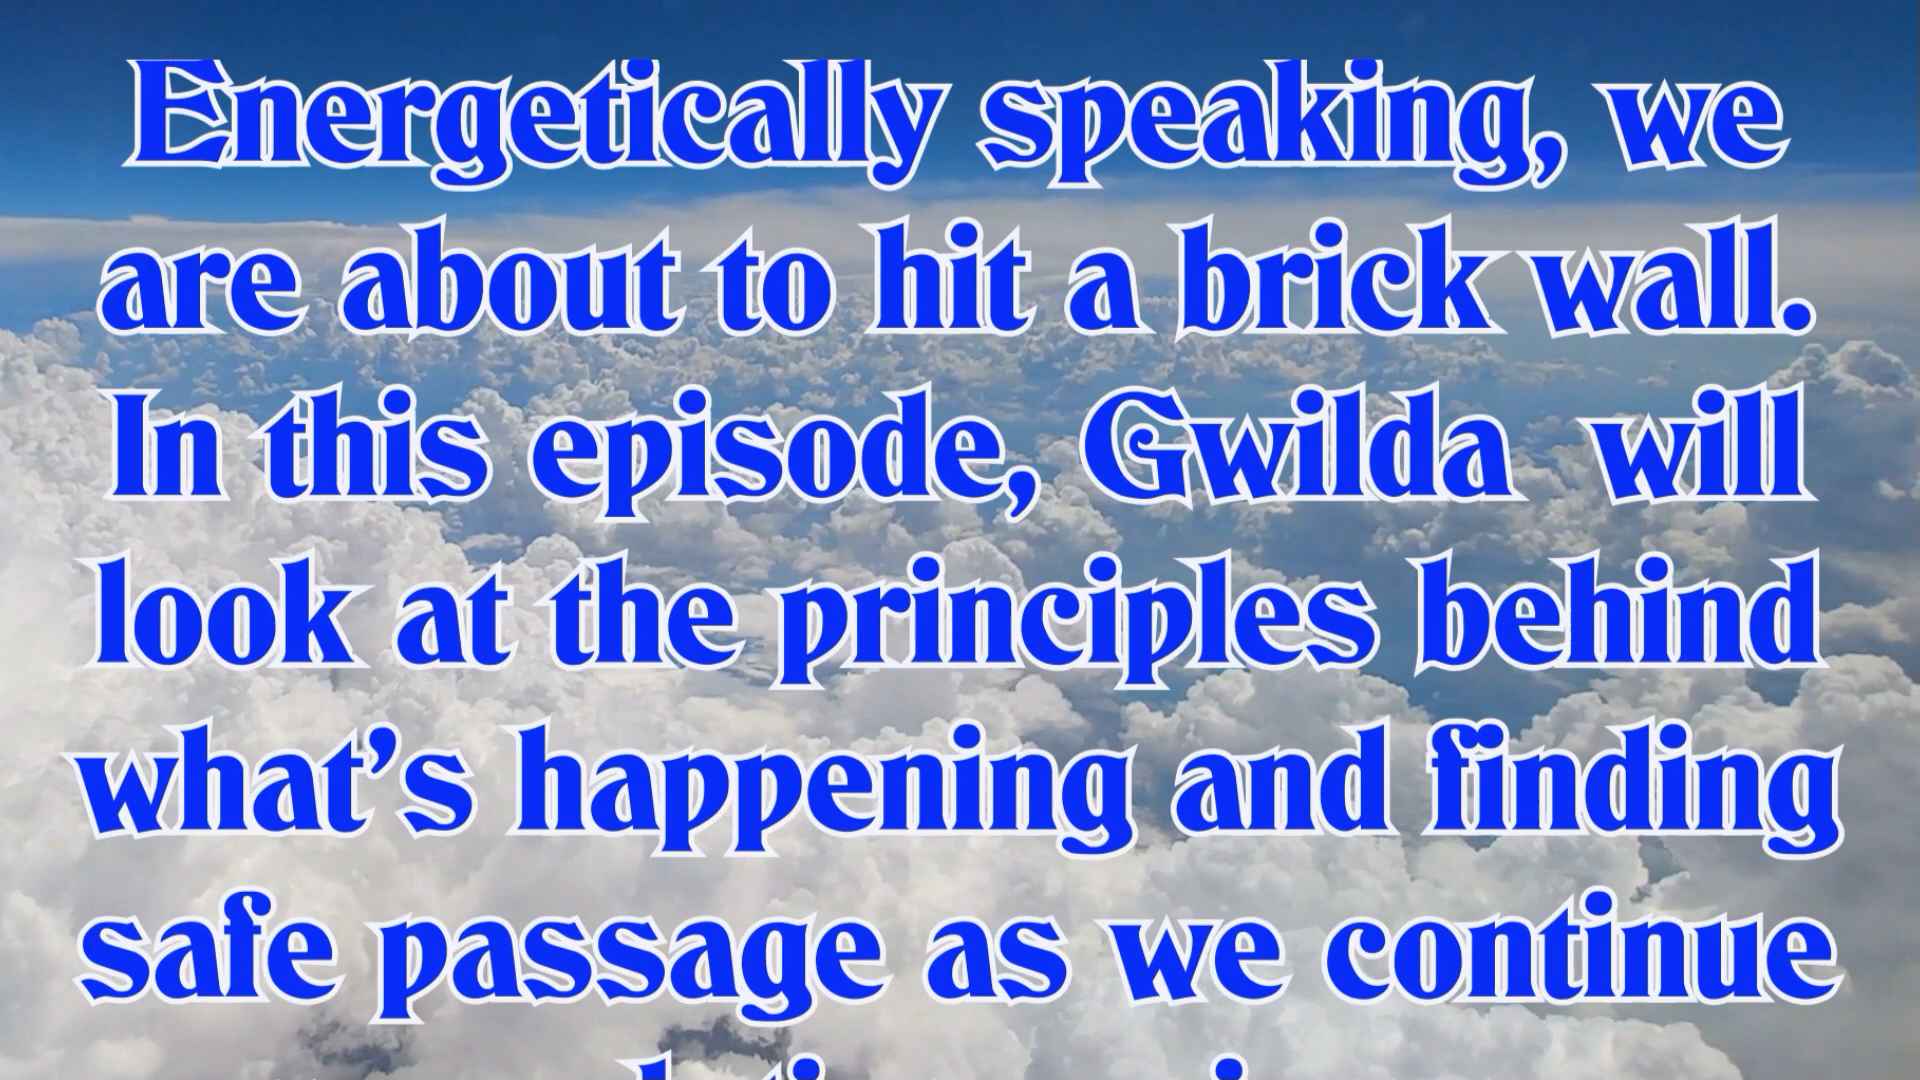 Energetically speaking, we
are about to hit a brick wall.
In this episode, Gwilda will
look at the principles behind
what’s happening and finding
safe passage as we continue